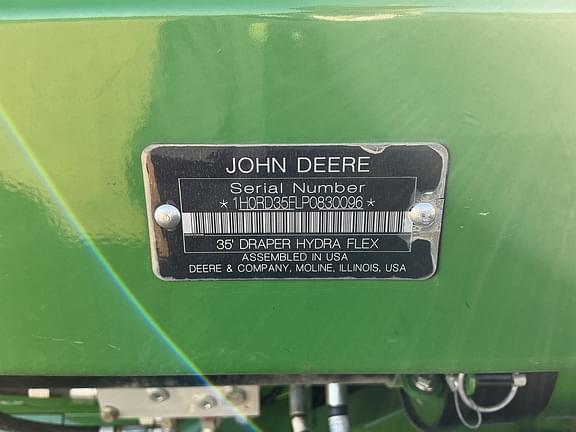 JOHN DEERE
Serial Number
*1H0RD35FLP0830096*
35' DRAPER HYDRA FLEX
ASSEMBLED IN USA
DEERE & COMPANY, MOLINE, ILLINOIS, USA